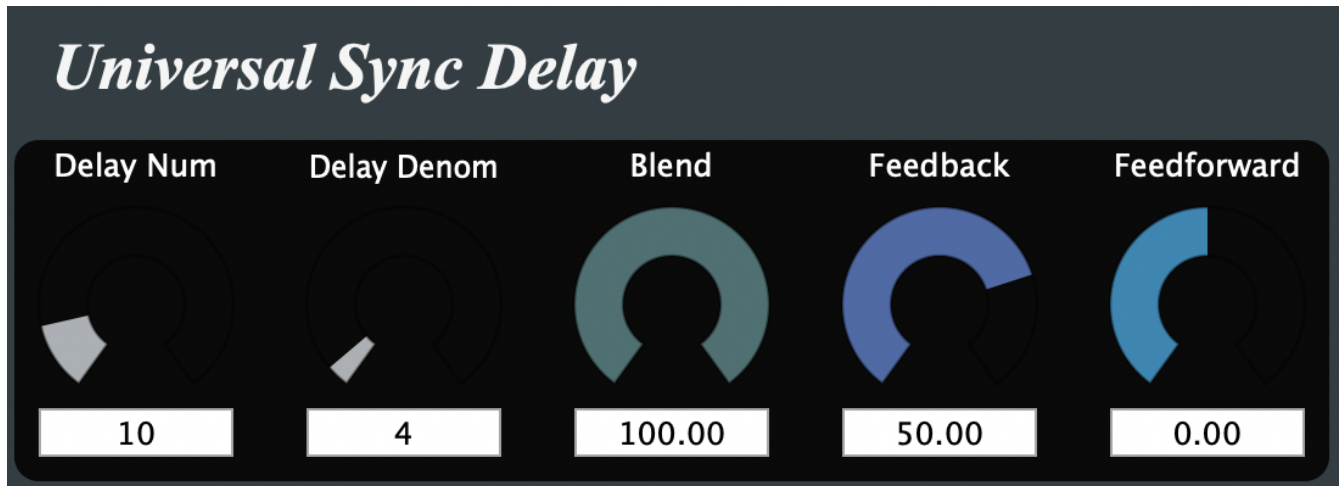 Universal Sync Delay
Delay Num Delay Denom Blend Feedback Feedforward
10 4 100.00 50.00 0.00